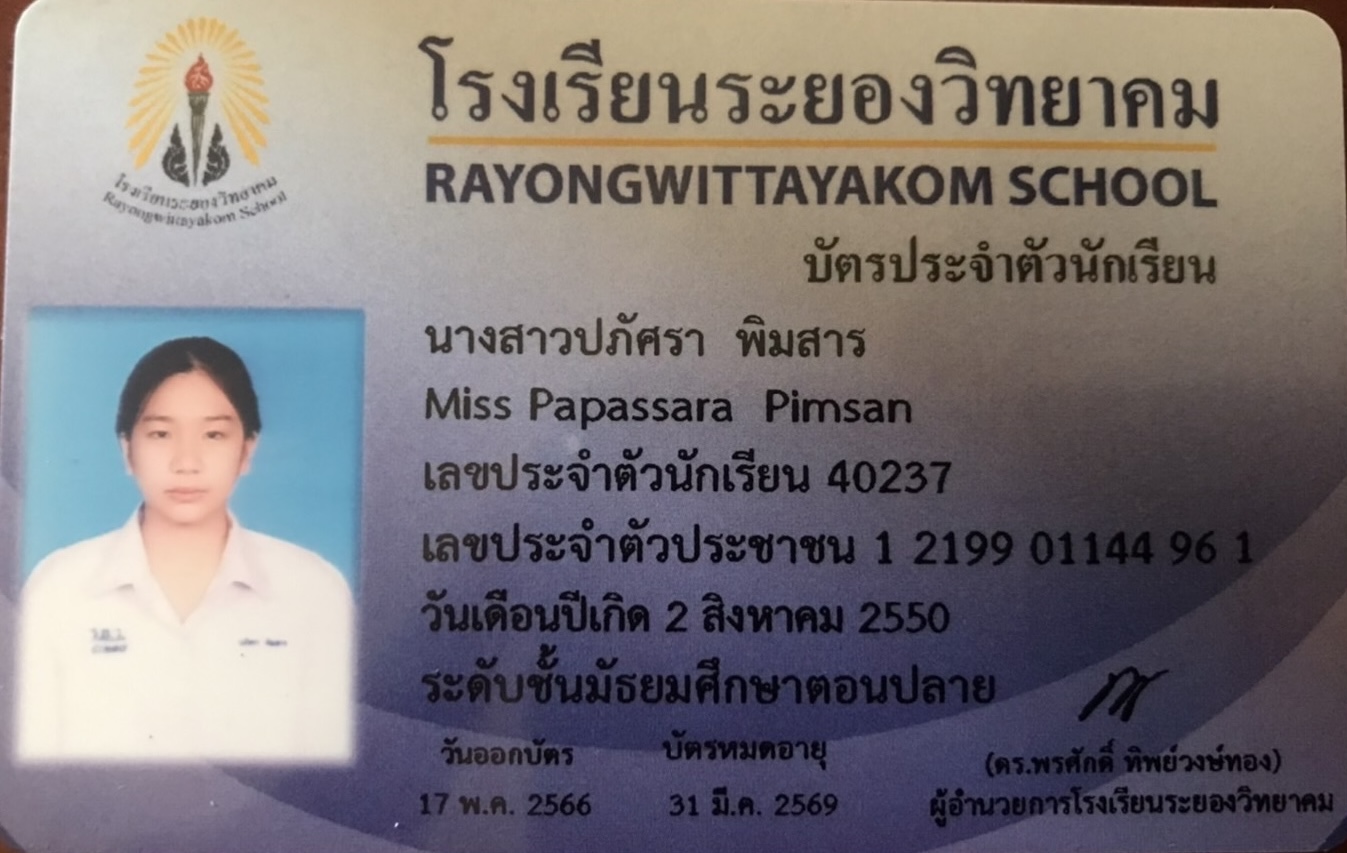 โรงเรียนระยองวิทยาคม
RAYONGWITTAYAKOM SCHOOL
โรงเรียนระยองวิทยาคม
Rayongwittayakom School
บัตรประจำตัวนักเรียน
นางสาวปภัศรา พิมสาร
Miss Papassara Pimsan
เลขประจำตัวนักเรียน 40237
เลขประจำตัวประชาชน 1 2199 01144 96 1
วันเดือนปีเกิด 2 สิงหาคม 2550
ระดับชั้นมัธยมศึกษาตอนปลาย
วันออกบัตร บัตรหมดอายุ
17 พ.ค. 2566 31 มี.ค. 2569
(ดร.พรศักดิ์ ทิพย์วงษ์ทอง)
ผู้อำนวยการโรงเรียนระยองวิทยาคม